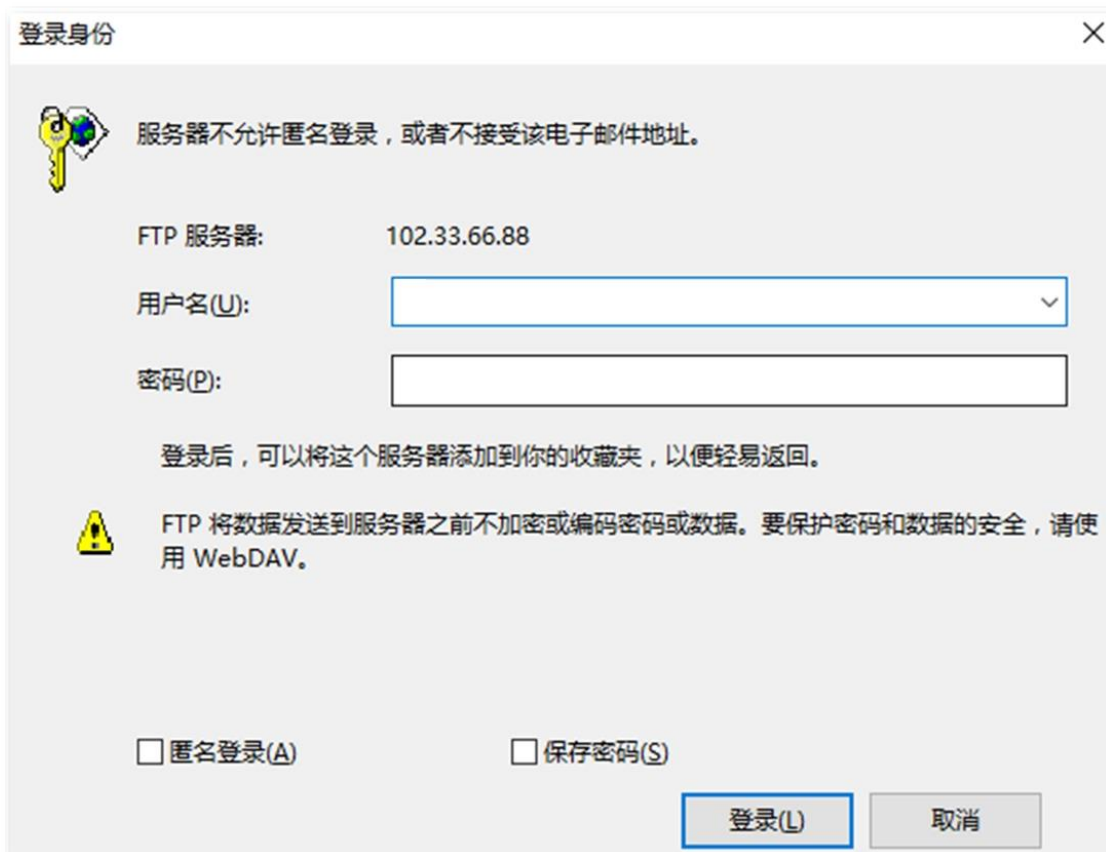 登录身份
服务器不允许匿名登录，或者不接受该电子邮件地址。
FTP 服务器: 102.33.66.88
用户名(U):
密码(P):
登录后，可以将这个服务器添加到你的收藏夹，以便轻易返回。
FTP 将数据发送到服务器之前不加密或编码密码或数据。要保护密码和数据的安全，请使
用 WebDAV。
匿名登录(A) 保存密码(S)
登录(L) 取消